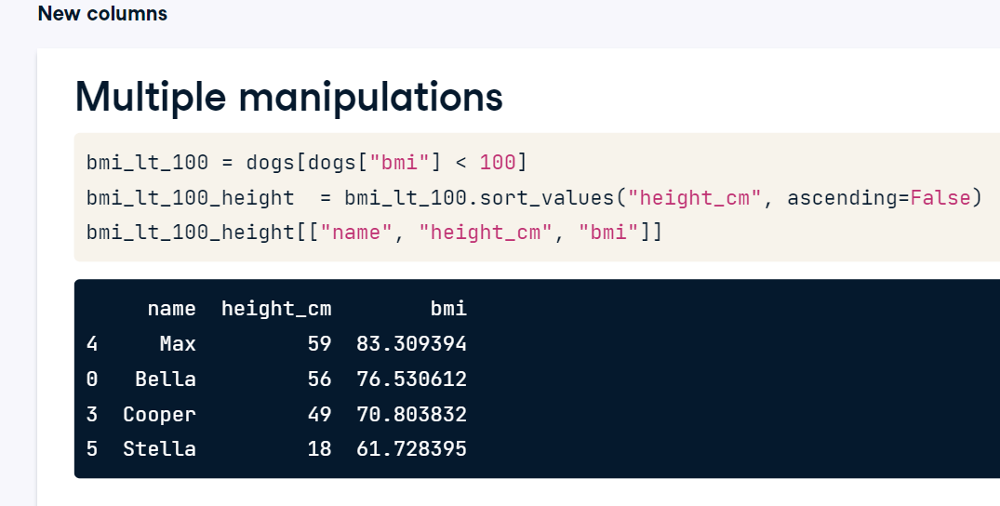 New columns
Multiple manipulations
bmi_lt_100 = dogs[dogs["bmi"] < 100]
bmi_lt_100_height  = bmi_lt_100.sort_values("height_cm", ascending=False)
bmi_lt_100_height[["name", "height_cm", "bmi"]]
     name  height_cm        bmi
4     Max         59  83.309394
0   Bella         56  76.530612
3  Cooper         49  70.803832
5  Stella         18  61.728395